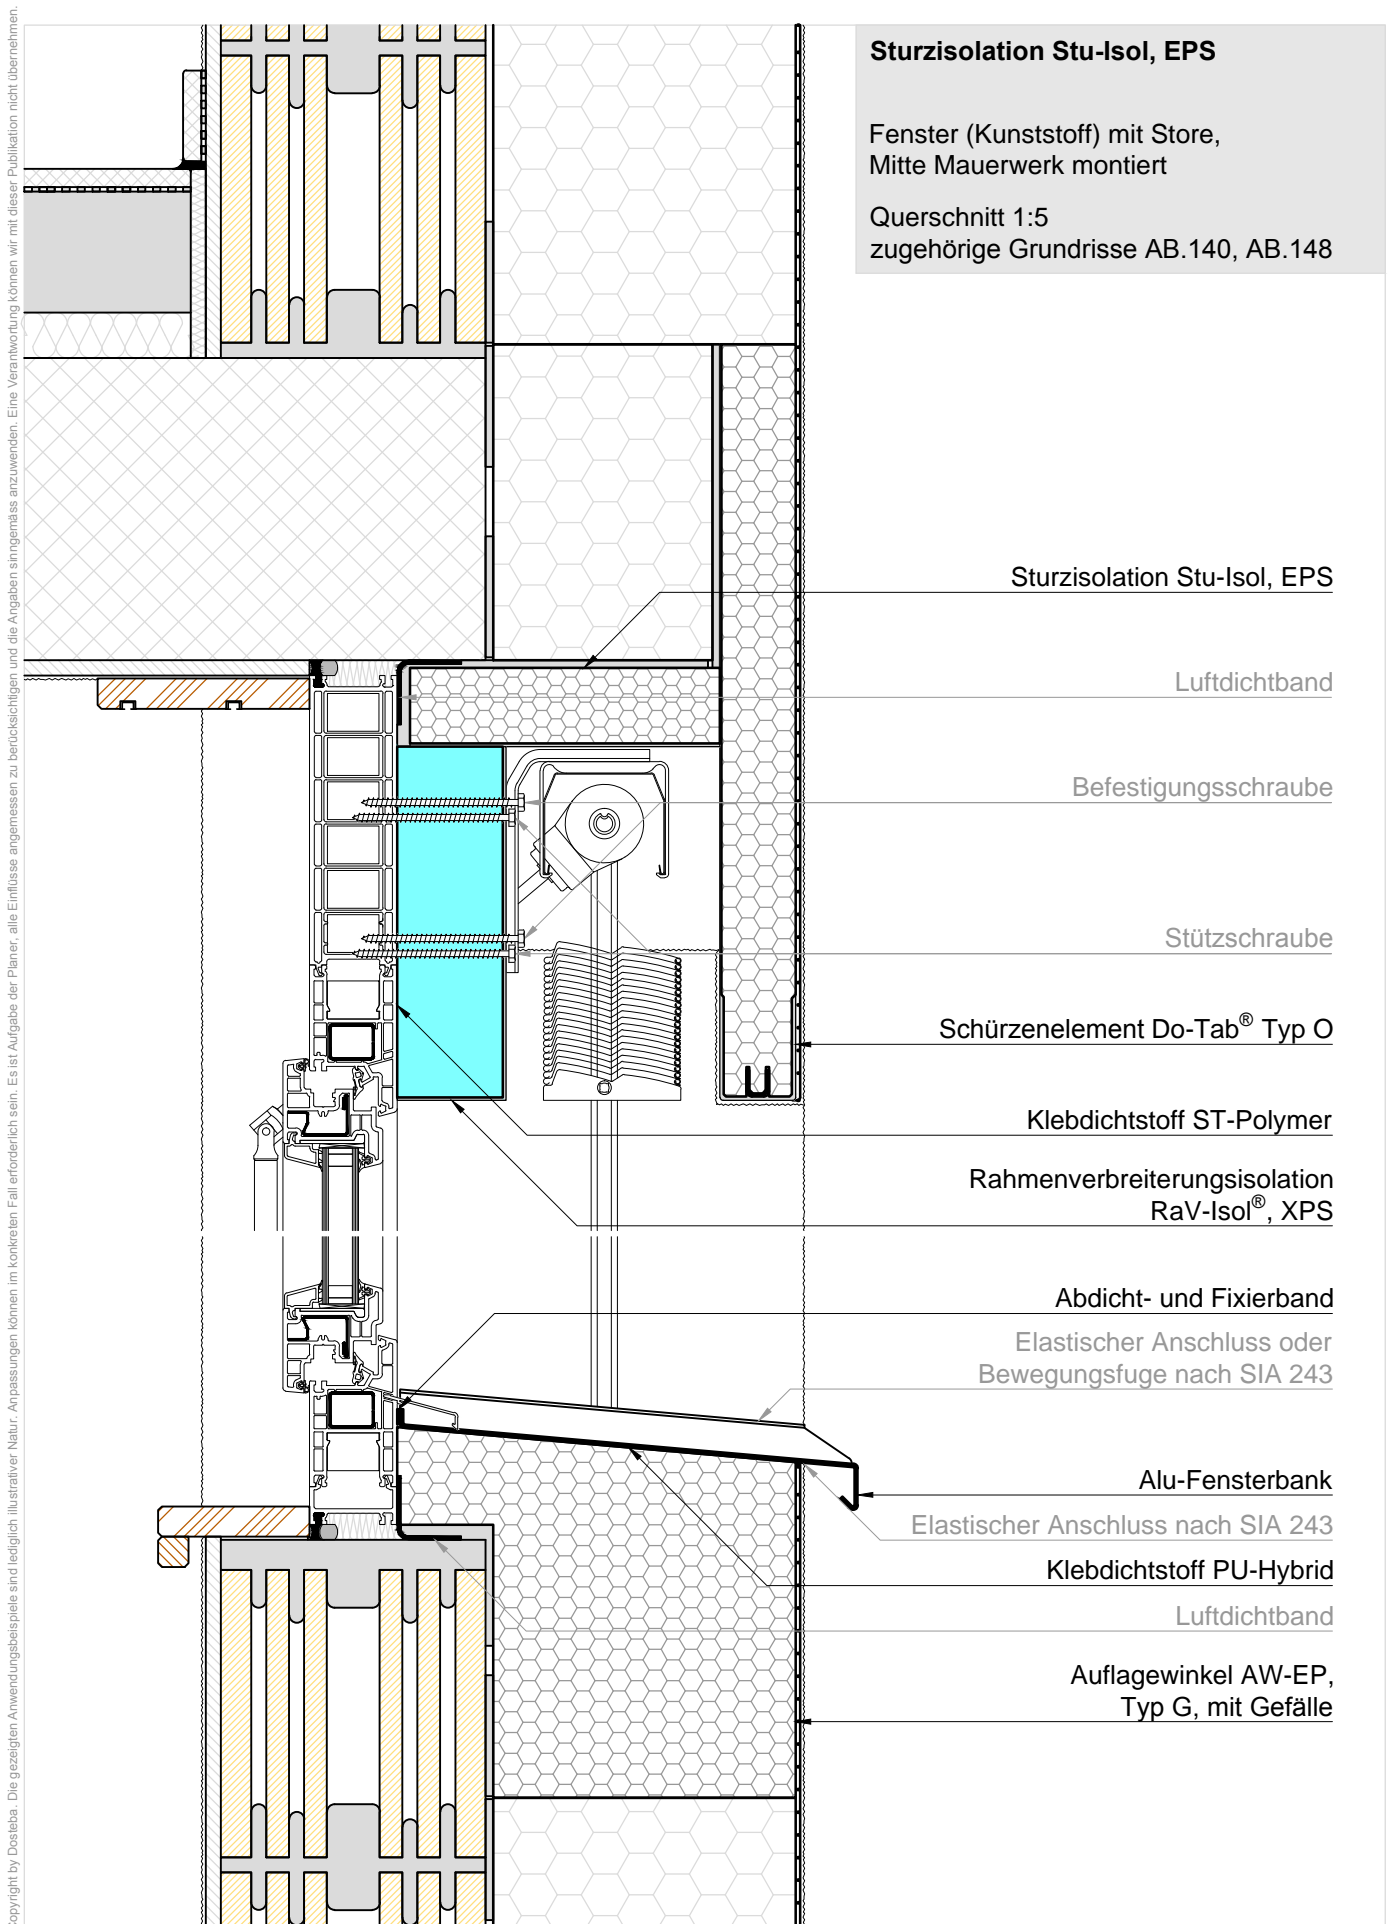 Sturzisolation Stu-Isol, EPS
Fenster (Kunststoff) mit Store,
Mitte Mauerwerk montiert
Querschnitt 1:5
zugehörige Grundrisse AB.140, AB.148
Sturzisolation Stu-Isol, EPS
Luftdichtband
Befestigungsschraube
Stützschraube
Schürzenelement Do-Tab® Typ O
Klebdichtstoff ST-Polymer
Rahmenverbreiterungsisolation
RaV-Isol®, XPS
Abdicht- und Fixierband
Elastischer Anschluss oder
Bewegungsfuge nach SIA 243
Alu-Fensterbank
Elastischer Anschluss nach SIA 243
Klebdichtstoff PU-Hybrid
Luftdichtband
Auflagewinkel AW-EP,
Typ G, mit Gefälle
Copyright by Dosteba. Die gezeigten Anwendungsbeispiele sind lediglich illustrativer Natur. Anpassungen können im konkreten Fall erforderlich sein. Es ist Aufgabe der Planer, alle Einflüsse angemessen zu berücksichtigen und die Angaben sinngemäss anzuwenden. Eine Verantwortung können wir mit dieser Publikation nicht übernehmen.